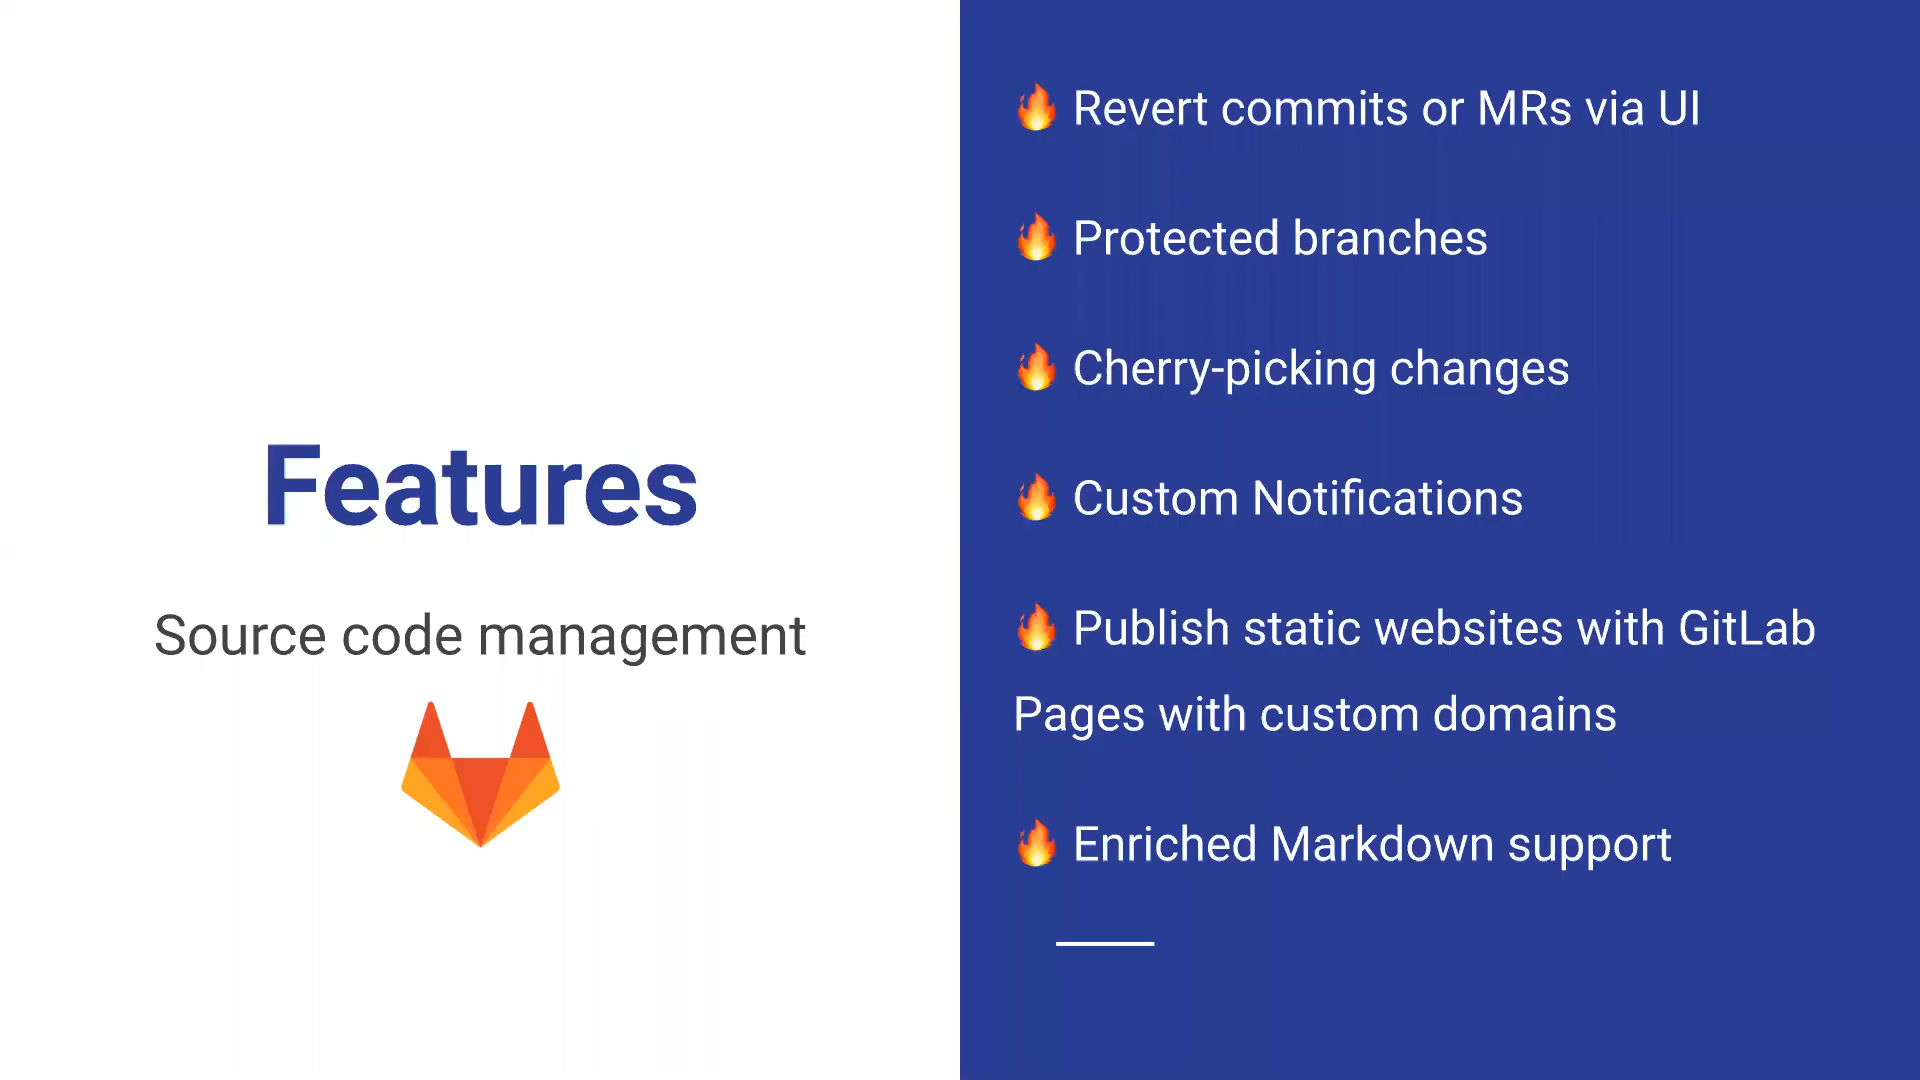 Features
Source code management
🔥 Revert commits or MRs via UI
🔥 Protected branches
🔥 Cherry-picking changes
🔥 Custom Notifications
🔥 Publish static websites with GitLab
Pages with custom domains
🔥 Enriched Markdown support